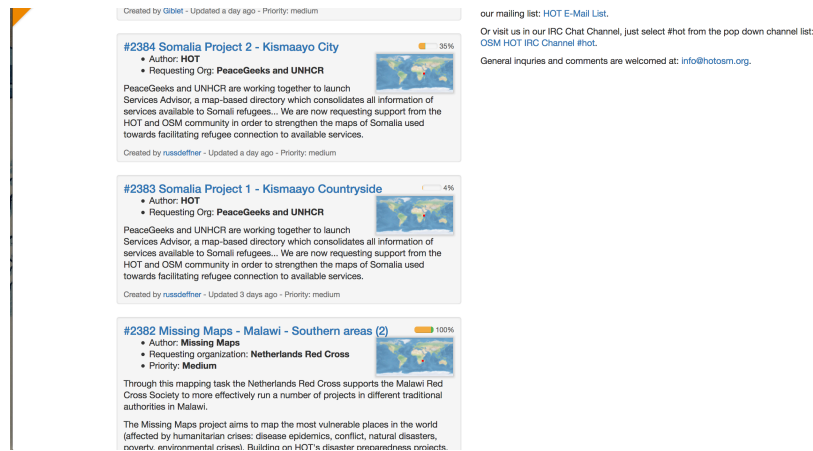 Created by Giblet - Updated a day ago - Priority: medium
#2384 Somalia Project 2 - Kismaayo City
35%
Author: HOT
Requesting Org: PeaceGeeks and UNHCR
PeaceGeeks and UNHCR are working together to launch
Services Advisor, a map-based directory which consolidates all information of
services available to Somali refugees... We are now requesting support from the
HOT and OSM community in order to strengthen the maps of Somalia used
towards facilitating refugee connection to available services.
Created by russdeffner - Updated a day ago - Priority: medium
#2383 Somalia Project 1 - Kismaayo Countryside
4%
Author: HOT
Requesting Org: PeaceGeeks and UNHCR
PeaceGeeks and UNHCR are working together to launch
Services Advisor, a map-based directory which consolidates all information of
services available to Somali refugees... We are now requesting support from the
HOT and OSM community in order to strengthen the maps of Somalia used
towards facilitating refugee connection to available services.
Created by russdeffner - Updated 3 days ago - Priority: medium
#2382 Missing Maps - Malawi - Southern areas (2)
100%
Author: Missing Maps
Requesting organization: Netherlands Red Cross
Priority: Medium
Through this mapping task the Netherlands Red Cross supports the Malawi Red
Cross Society to more effectively run a number of projects in different traditional
authorities in Malawi.
The Missing Maps project aims to map the most vulnerable places in the world
(affected by humanitarian crises: disease epidemics, conflict, natural disasters,
poverty, environmental crises). Building on HOT's disaster preparedness projects,
our mailing list: HOT E-Mail List.
Or visit us in our IRC Chat Channel, just select #hot from the pop down channel list:
OSM HOT IRC Channel #hot.
General inquries and comments are welcomed at: info@hotosm.org.